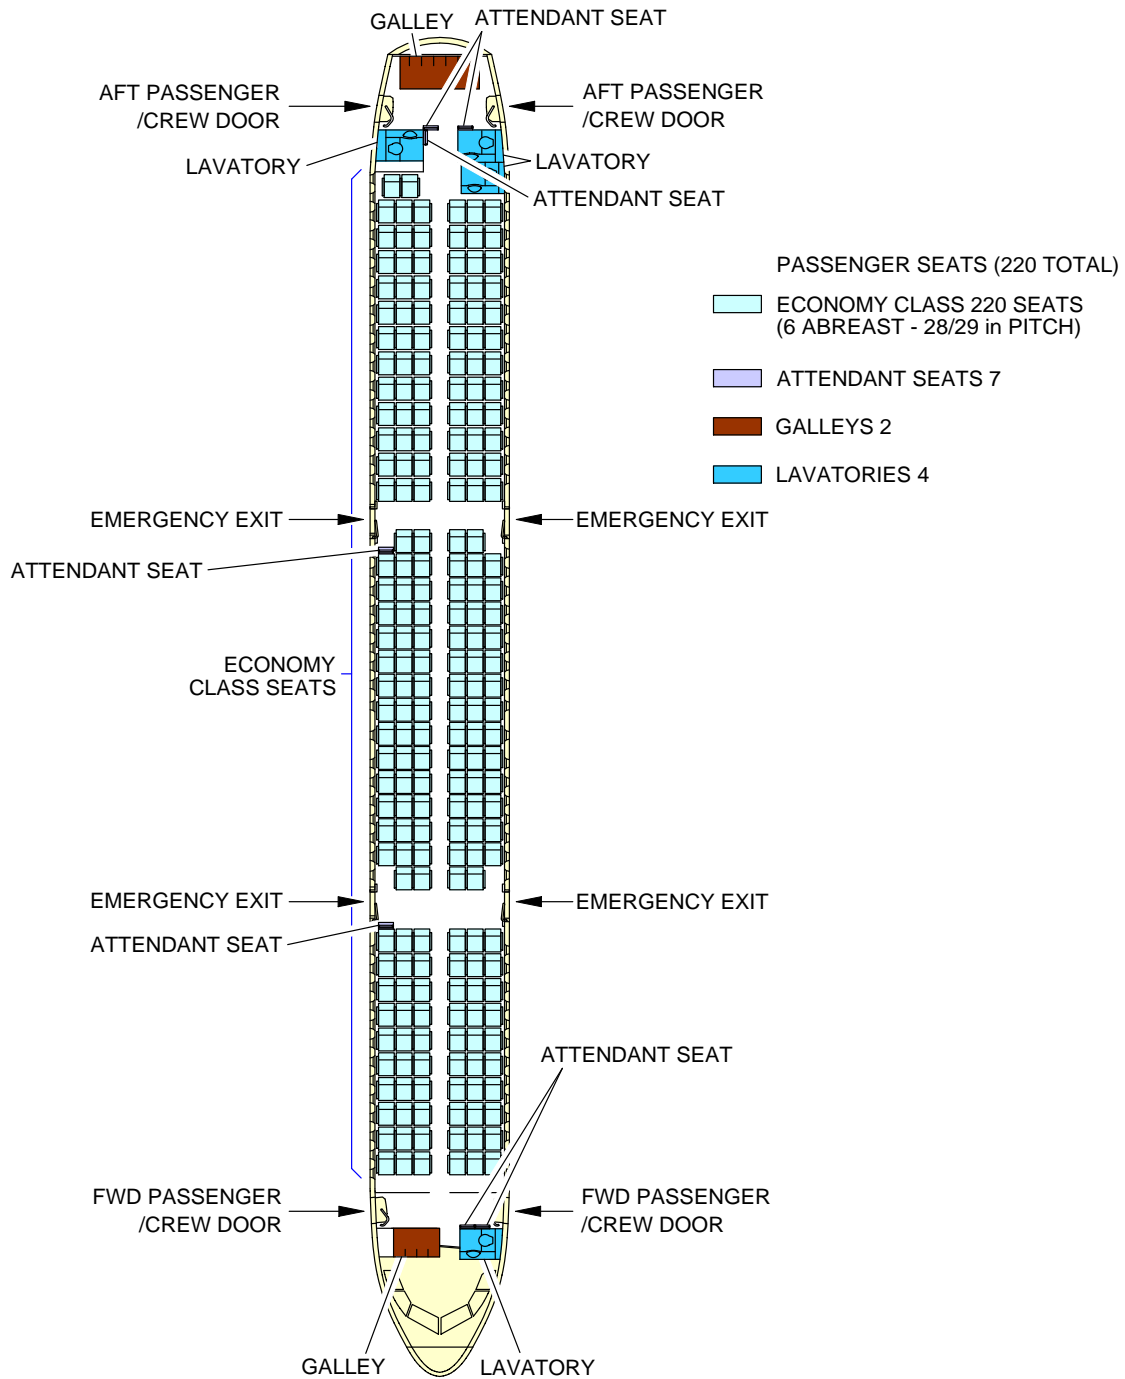 GALLEY
ATTENDANT SEAT
AFT PASSENGER
/CREW DOOR
AFT PASSENGER
/CREW DOOR
LAVATORY
LAVATORY
ATTENDANT SEAT
PASSENGER SEATS (220 TOTAL)
ECONOMY CLASS 220 SEATS
(6 ABREAST - 28/29 in PITCH)
ATTENDANT SEATS 7
GALLEYS 2
LAVATORIES 4
EMERGENCY EXIT
EMERGENCY EXIT
ATTENDANT SEAT
ECONOMY
CLASS SEATS
EMERGENCY EXIT
EMERGENCY EXIT
ATTENDANT SEAT
ATTENDANT SEAT
FWD PASSENGER
/CREW DOOR
FWD PASSENGER
/CREW DOOR
GALLEY
LAVATORY